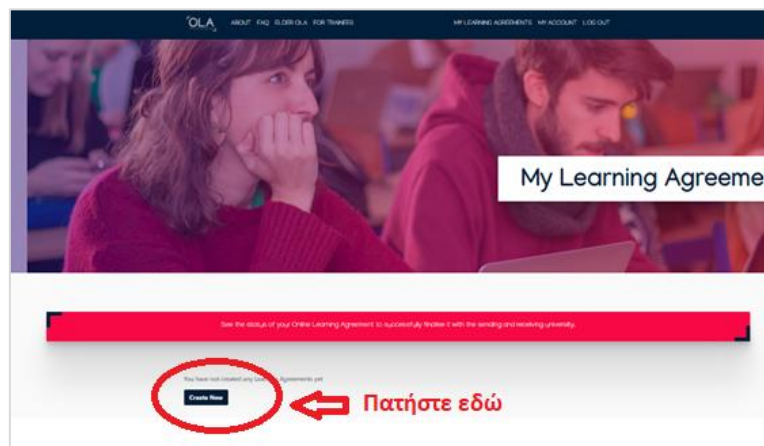 OLA ABOUT FAQ ELDER OLA FOR TRAINEES MY LEARNING AGREEMENTS MY ACCOUNT LOG OUT
My Learning Agreeme
See the status of your Online Learning Agreement to successfully finalise it with the sending and receiving university.
You have not created any Learning Agreements yet
Create New
Πατήστε εδώ